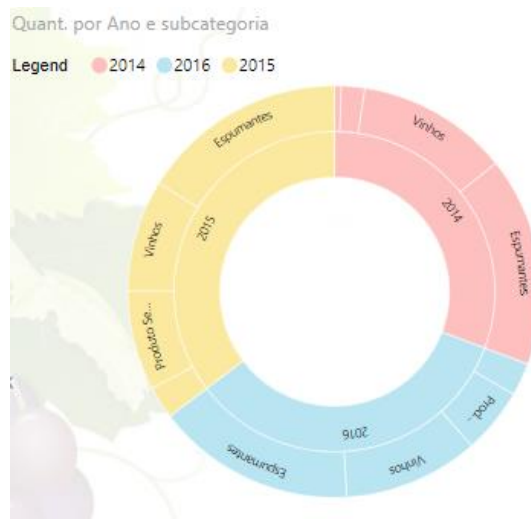 Quant. por Ano e subcategoria
Legend 2014 2016 2015
Espumantes
Vinhos
Vinhos
2015
2014
Espumantes
Produto Se...
Prod...
2016
Espumantes
Vinhos